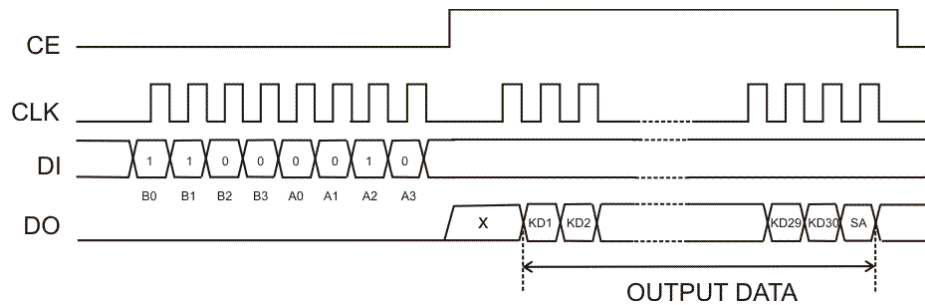 CE
CLK
DI
1 1 0 0 0 0 1 0
B0 B1 B2 B3 A0 A1 A2 A3
DO
X KD1 KD2 KD29 KD30 SA
OUTPUT DATA